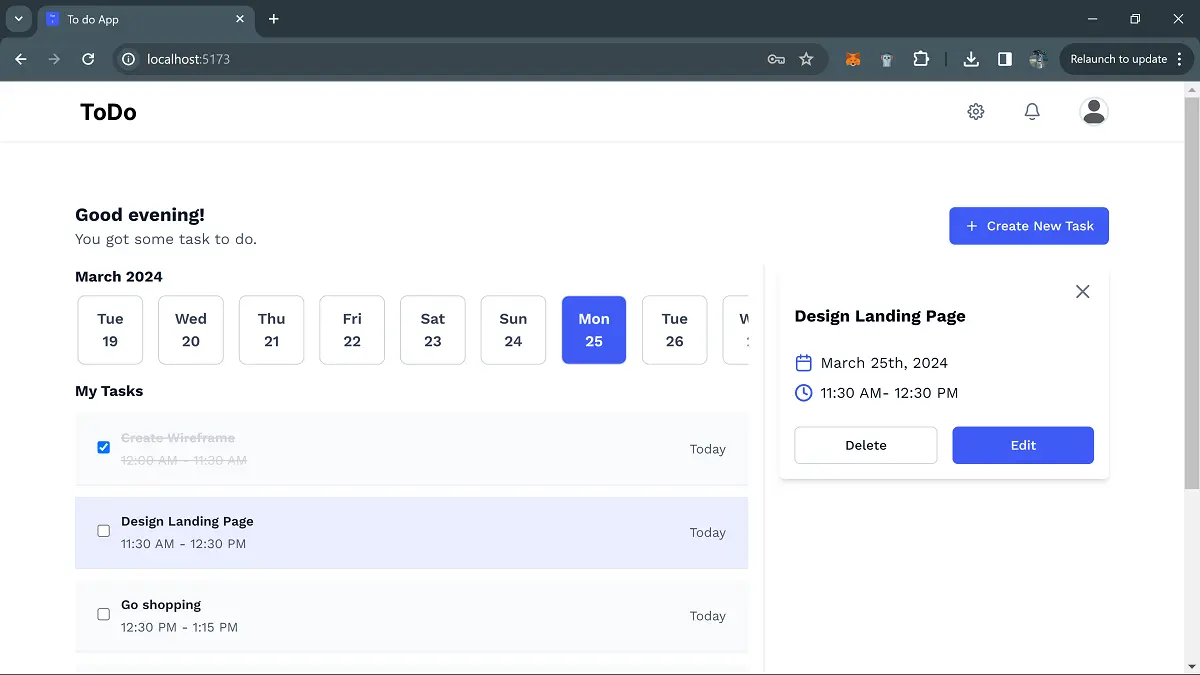 To do App
localhost:5173
Relaunch to update
ToDo
Good evening!
You got some task to do.
Create New Task
March 2024
Tue Wed Thu Fri Sat Sun Mon Tue
19 20 21 22 23 24 25 26
My Tasks
Create Wireframe
12:00 AM - 11:30 AM
Today
Design Landing Page
11:30 AM - 12:30 PM
Today
Go shopping
12:30 PM - 1:15 PM
Today
Design Landing Page
March 25th, 2024
11:30 AM- 12:30 PM
Delete
Edit